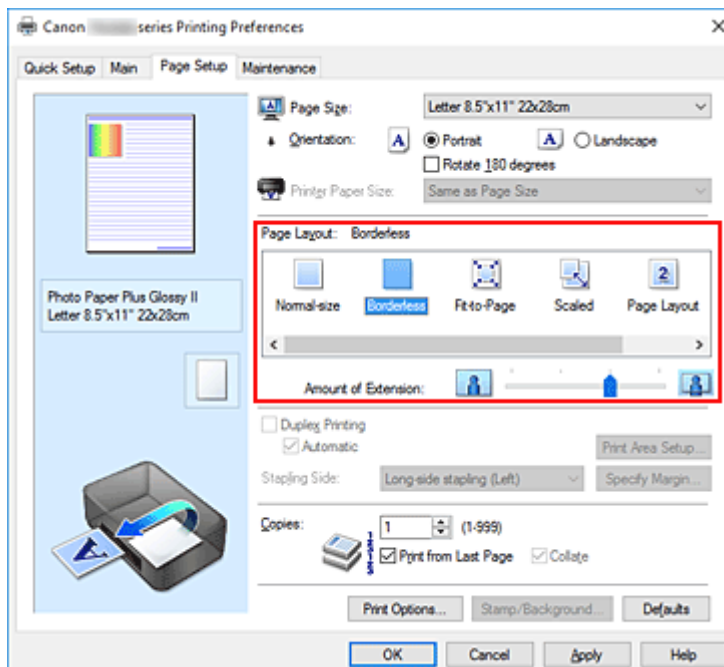 Canon series Printing Preferences
Quick Setup Main Page Setup Maintenance
Page Size: Letter 8.5"x11" 22x28cm
Orientation: A Portrait A Landscape
Rotate 180 degrees
Printer Paper Size: Same as Page Size
Page Layout: Borderless
Normal-size Borderless Fit-to-Page Scaled 2 Page Layout
Photo Paper Plus Glossy II
Letter 8.5"x11" 22x28cm
Amount of Extension:
Duplex Printing
Automatic Print Area Setup...
Stapling Side: Long-side stapling (Left) Specify Margin...
A
Copies: 1 (1-999)
Print from Last Page Collate
Print Options... Stamp/Background... Defaults
OK Cancel Apply Help